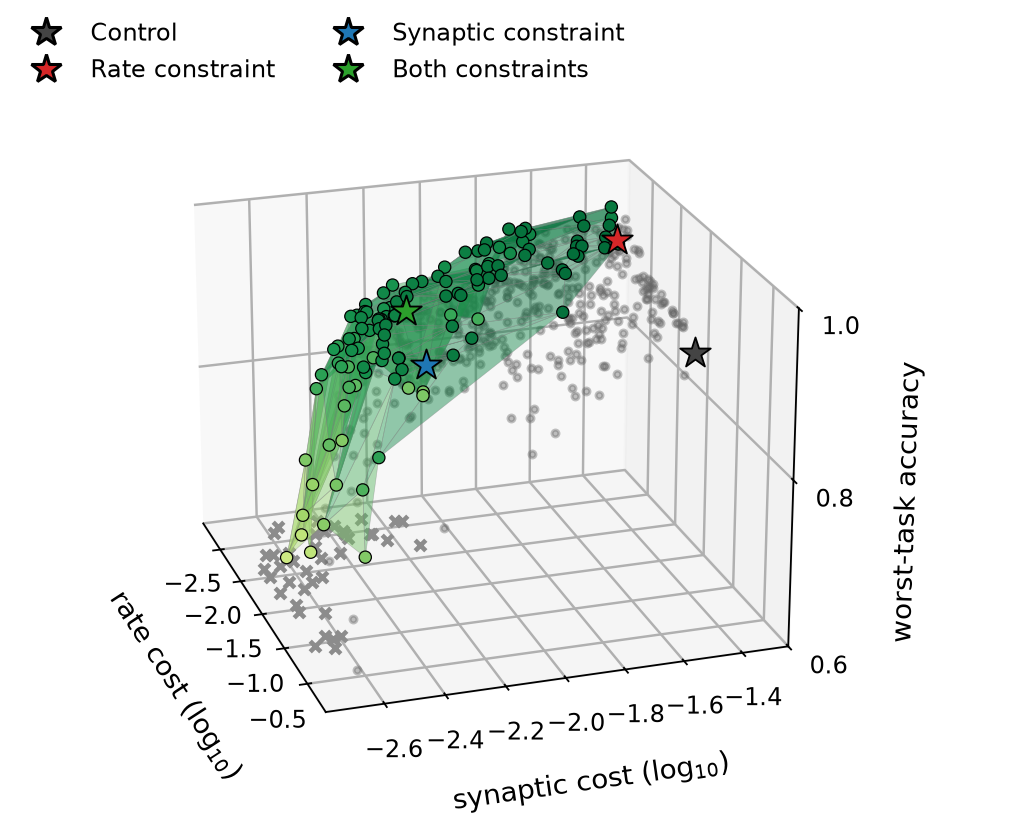 Control
Rate constraint
Synaptic constraint
Both constraints
1.0
0.8
0.6
worst-task accuracy
−2.5
−2.0
−1.5
−1.0
−0.5
rate cost (log₁₀)
−2.6 −2.4 −2.2 −2.0 −1.8 −1.6 −1.4
synaptic cost (log₁₀)